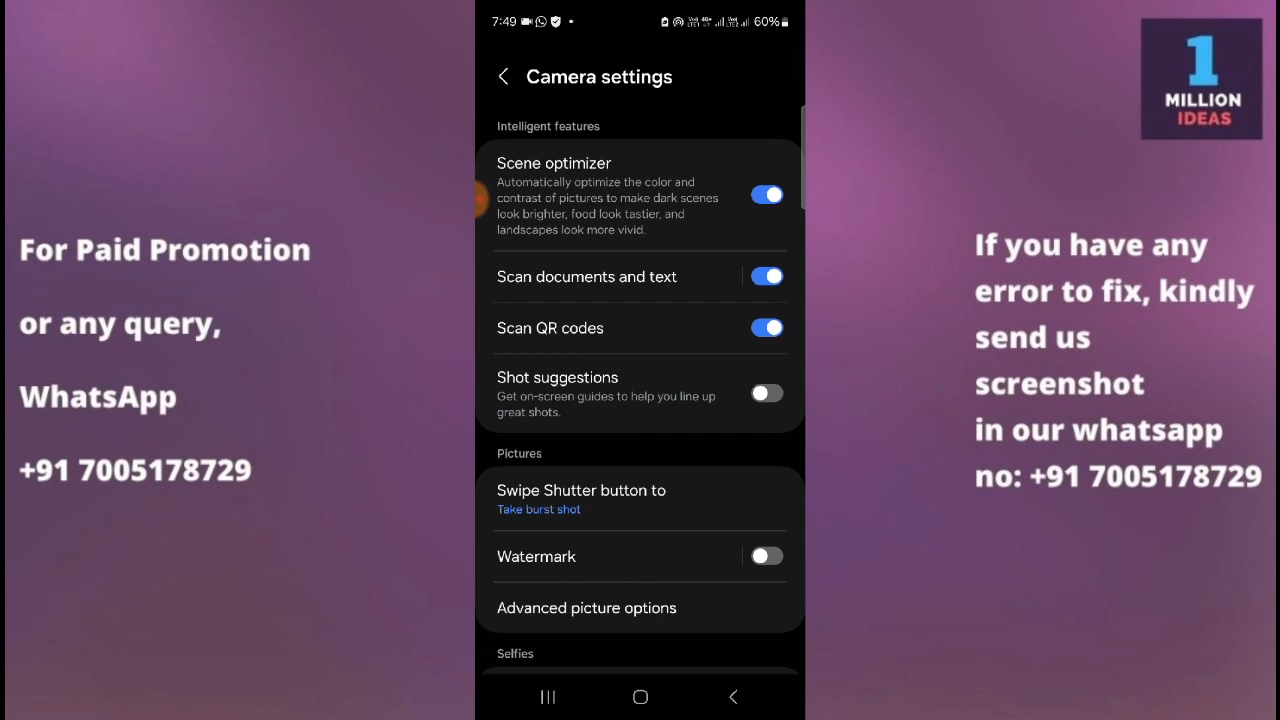 For Paid Promotion
or any query,
WhatsApp
+91 7005178729
7:49
60%
Camera settings
Intelligent features
Scene optimizer
Automatically optimize the color and
contrast of pictures to make dark scenes
look brighter, food look tastier, and
landscapes look more vivid.
Scan documents and text
Scan QR codes
Shot suggestions
Get on-screen guides to help you line up
great shots.
Pictures
Swipe Shutter button to
Take burst shot
Watermark
Advanced picture options
Selfies
1
MILLION
IDEAS
If you have any
error to fix, kindly
send us
screenshot
in our whatsapp
no: +91 7005178729